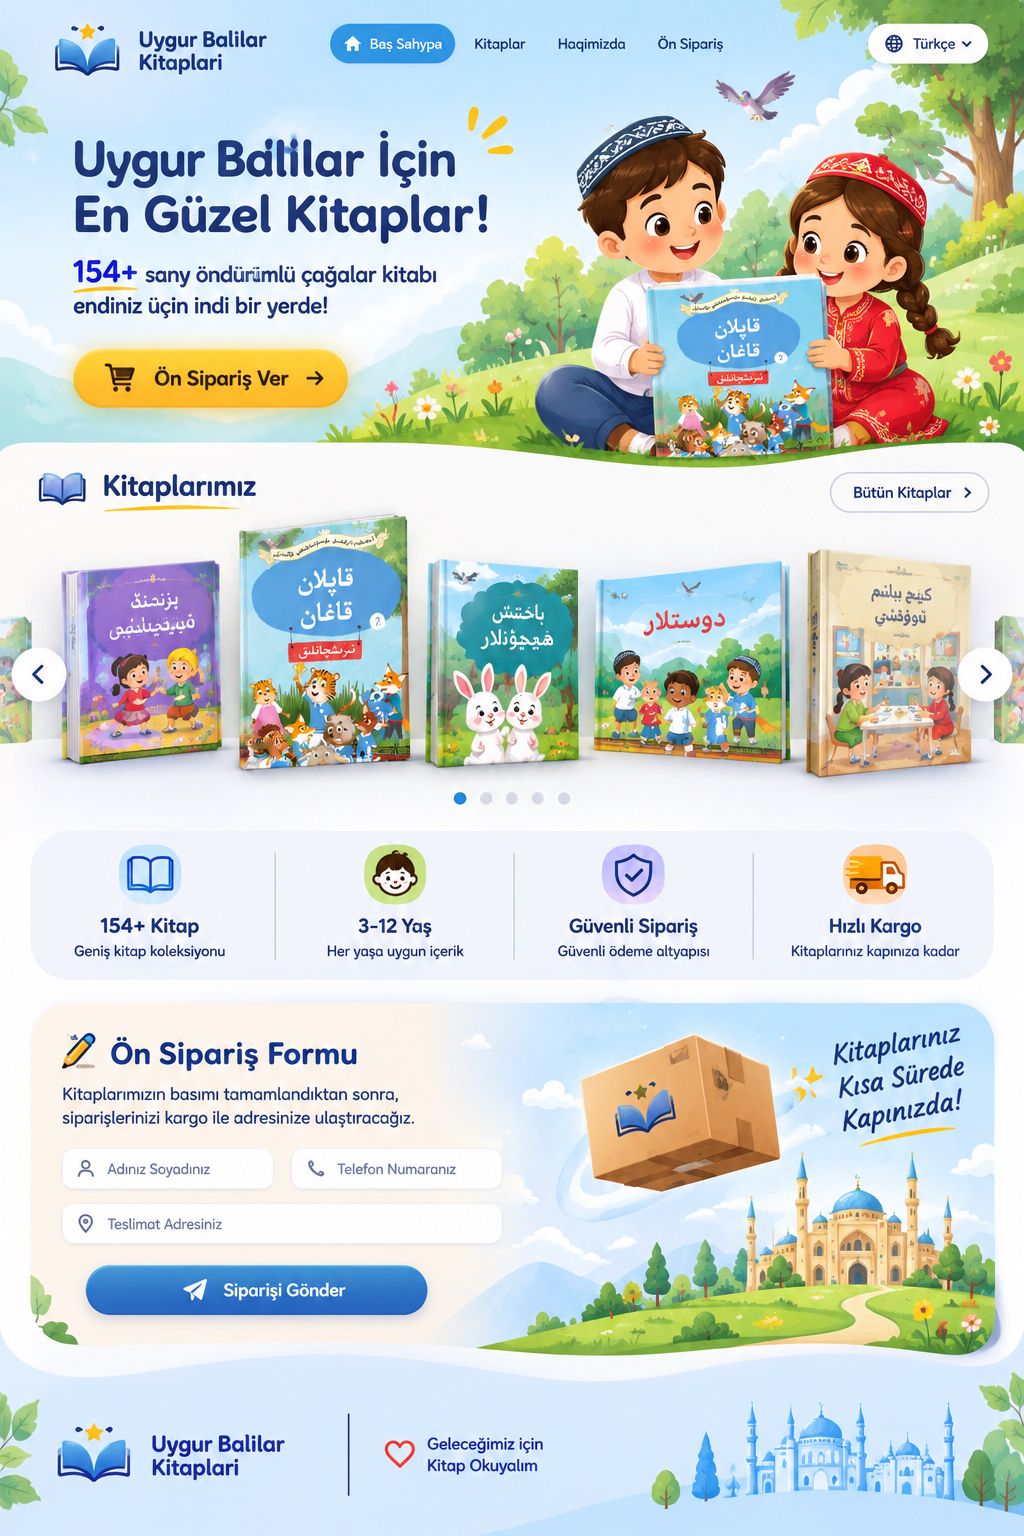 Uygur Balilar
Kitaplari
Baş Sahypa
Kitaplar
Haqimizda
Ön Sipariş
Türkçe
Uygur Balilar İçin
En Güzel Kitaplar!
154+ sany öndürümlü çağalar kitabı
endiniz üçin indi bir yerde!
Ön Sipariş Ver
قاپلان
قاغان
2
Kitaplarımız
Bütün Kitaplar
قاپلان
قاغان
2
دوستلار
154+ Kitap
Geniş kitap koleksiyonu
3-12 Yaş
Her yaşa uygun içerik
Güvenli Sipariş
Güvenli ödeme altyapısı
Hızlı Kargo
Kitaplarınız kapınıza kadar
Ön Sipariş Formu
Kitaplarımızın basımı tamamlandıktan sonra,
siparişlerinizi kargo ile adresinize ulaştıracağız.
Adınız Soyadınız
Telefon Numaranız
Teslimat Adresiniz
Siparişi Gönder
Kitaplarınız
Kısa Sürede
Kapınızda!
Uygur Balilar
Kitaplari
Geleceğimiz için
Kitap Okuyalım